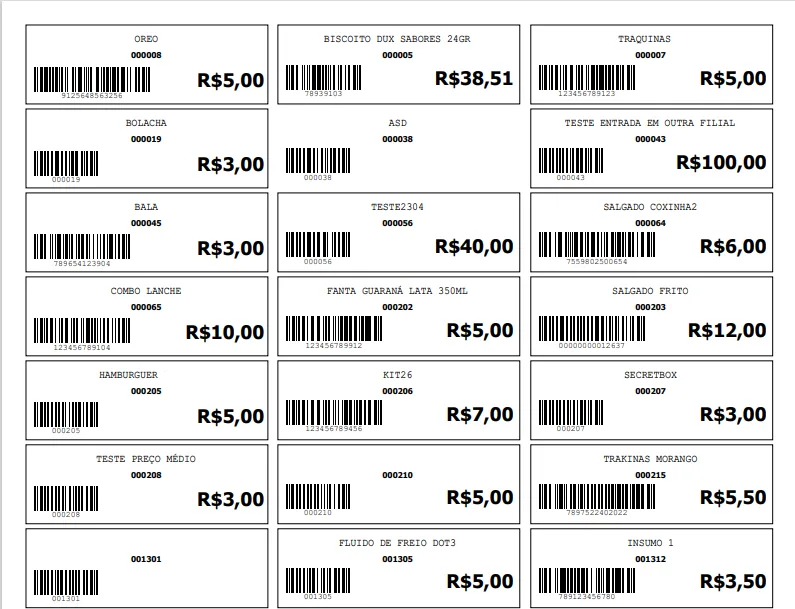 OREO
000008
R$5,00
9125648563256
BISCOITO DUX SABORES 24GR
000005
R$38,51
78939103
TRAQUINAS
000007
R$5,00
123456789123
BOLACHA
000019
R$3,00
000019
ASD
000038
000038
TESTE ENTRADA EM OUTRA FILIAL
000043
R$100,00
000043
BALA
000045
R$3,00
789654123904
TESTE2304
000056
R$40,00
000056
SALGADO COXINHA2
000064
R$6,00
7559802500654
COMBO LANCHE
000065
R$10,00
123456789104
FANTA GUARANÁ LATA 350ML
000202
R$5,00
123456789912
SALGADO FRITO
000203
R$12,00
00000000012637
HAMBURGUER
000205
R$5,00
000205
KIT26
000206
R$7,00
123456789456
SECRETBOX
000207
R$3,00
000207
TESTE PREÇO MÉDIO
000208
R$3,00
000208
000210
R$5,00
000210
TRAKINAS MORANGO
000215
R$5,50
7897522402022
001301
001301
FLUIDO DE FREIO DOT3
001305
R$5,00
001305
INSUMO 1
001312
R$3,50
789123456780